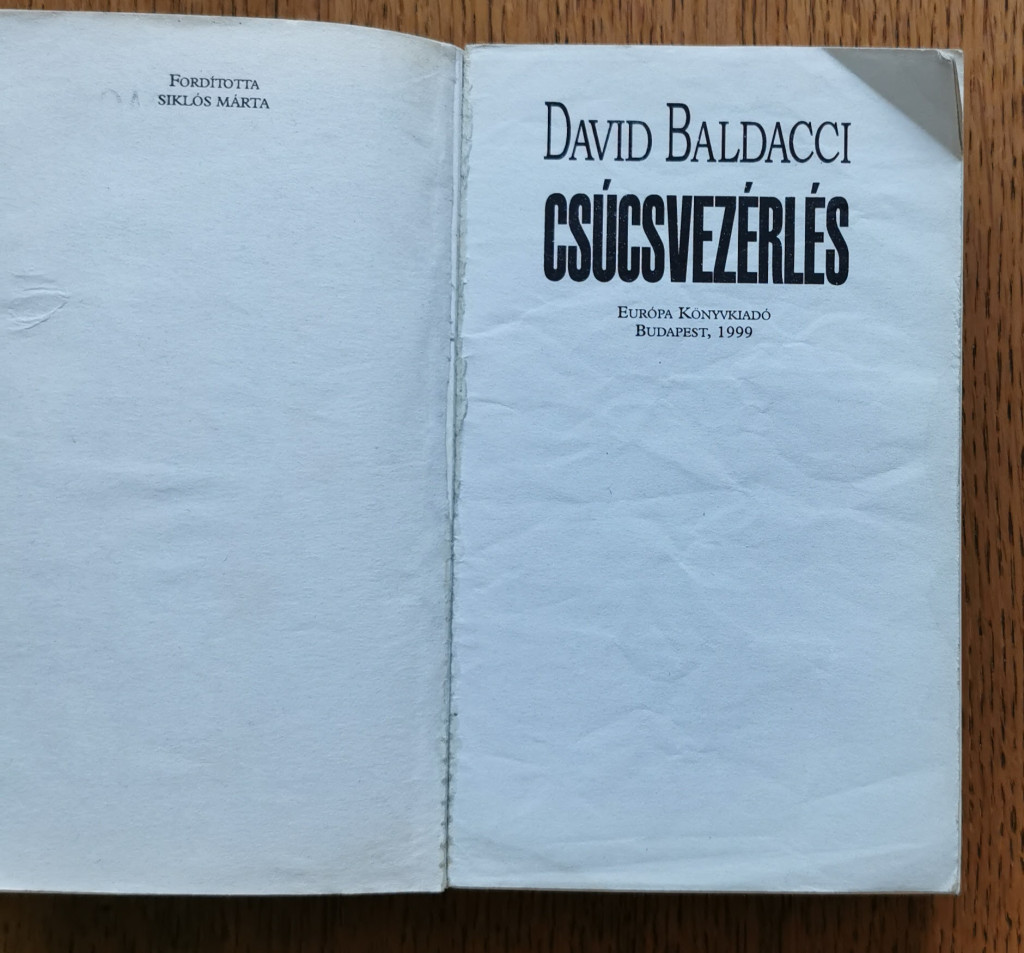 FORDÍTOTTA
SIKLÓS MÁRTA
DAVID BALDACCI
CSÚCSVEZÉRLÉS
EURÓPA KÖNYVKIADÓ
BUDAPEST, 1999